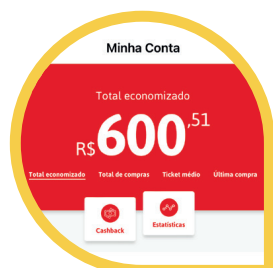 Minha Conta
Total economizado
R$600,51
Total economizado Total de compras Ticket médio Última compra
Cashback Estatísticas